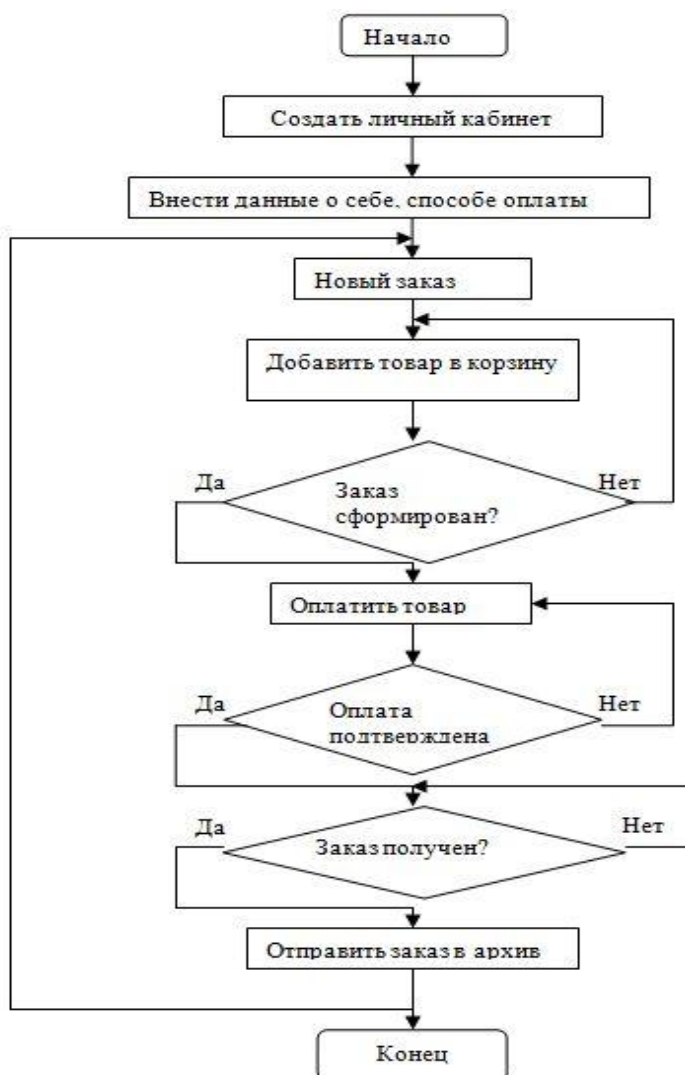 Начало
Создать личный кабинет
Внести данные о себе, способе оплаты
Новый заказ
Добавить товар в корзину
Да
Нет
Заказ
сформирован?
Оплатить товар
Да
Нет
Оплата
подтверждена
Да
Нет
Заказ получен?
Отправить заказ в архив
Конец